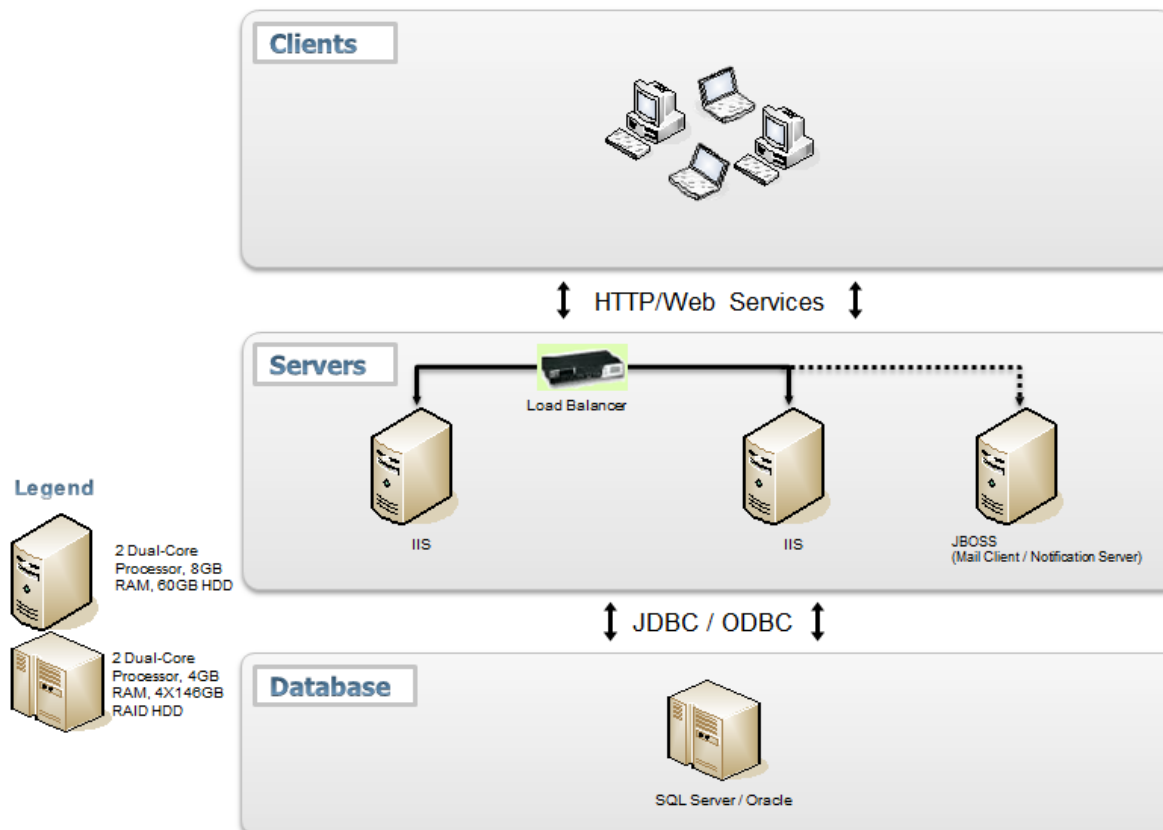 Clients
HTTP/Web Services
Servers
Load Balancer
IIS
IIS
JBOSS
(Mail Client / Notification Server)
Legend
2 Dual-Core
Processor, 8GB
RAM, 60GB HDD
2 Dual-Core
Processor, 4GB
RAM, 4X146GB
RAID HDD
JDBC / ODBC
Database
SQL Server / Oracle